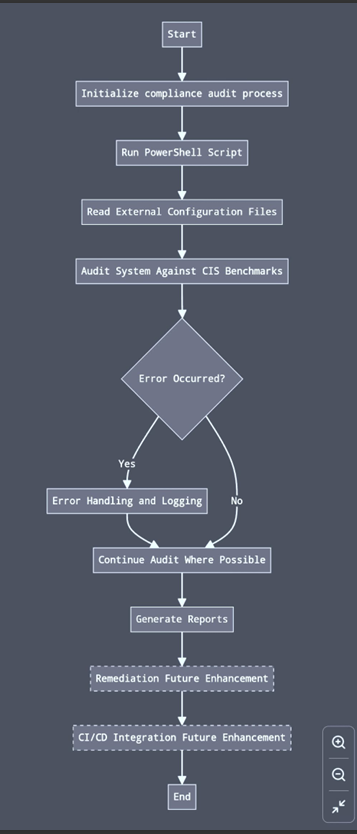 Start
Initialize compliance audit process
Run PowerShell Script
Read External Configuration Files
Audit System Against CIS Benchmarks
Error Occurred?
Yes
Error Handling and Logging
No
Continue Audit Where Possible
Generate Reports
Remediation Future Enhancement
CI/CD Integration Future Enhancement
End